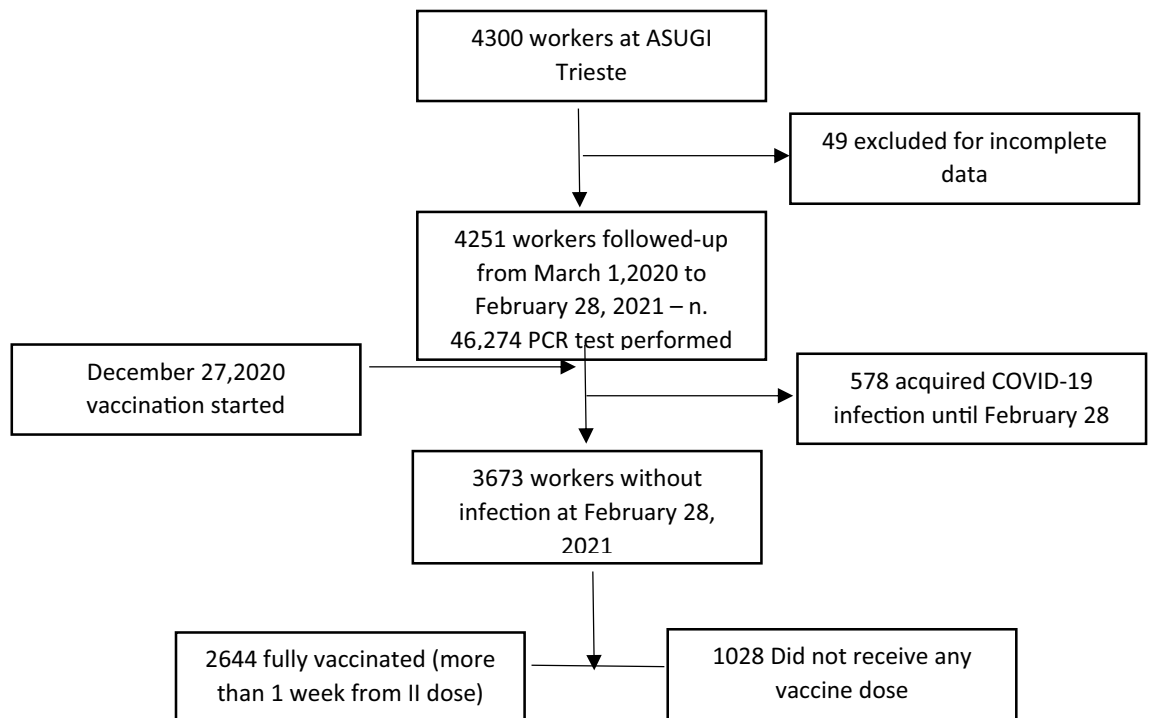 4300 workers at ASUGI
Trieste
49 excluded for incomplete
data
4251 workers followed-up
from March 1,2020 to
February 28, 2021 – n.
46,274 PCR test performed
December 27,2020
vaccination started
578 acquired COVID-19
infection until February 28
3673 workers without
infection at February 28,
2021
2644 fully vaccinated (more
than 1 week from II dose)
1028 Did not receive any
vaccine dose